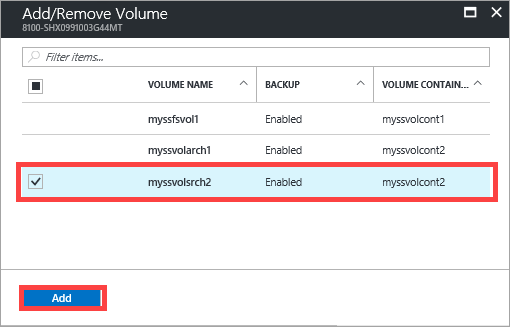 Add/Remove Volume
8100-SHX0991003G44MT
Filter items...
VOLUME NAME BACKUP VOLUME CONTAIN...
myssfsvol1 Enabled myssvolcont1
myssvolarch1 Enabled myssvolcont2
myssvolsrch2 Enabled myssvolcont2
Add